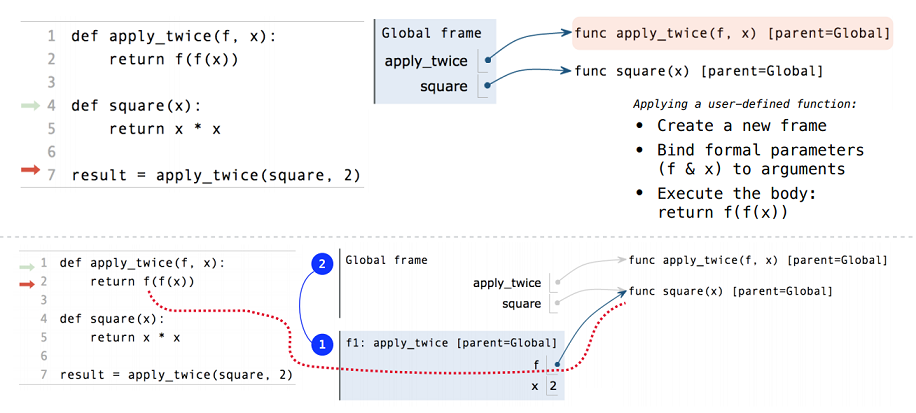 1 def apply_twice(f, x):
2     return f(f(x))
3
4 def square(x):
5     return x * x
6
7 result = apply_twice(square, 2)
Global frame
apply_twice
square
func apply_twice(f, x) [parent=Global]
func square(x) [parent=Global]
Applying a user-defined function:
• Create a new frame
• Bind formal parameters
(f & x) to arguments
• Execute the body:
return f(f(x))
1 def apply_twice(f, x):
2     return f(f(x))
3
4 def square(x):
5     return x * x
6
7 result = apply_twice(square, 2)
2
Global frame
apply_twice
square
1
f1: apply_twice [parent=Global]
f
x 2
func apply_twice(f, x) [parent=Global]
func square(x) [parent=Global]